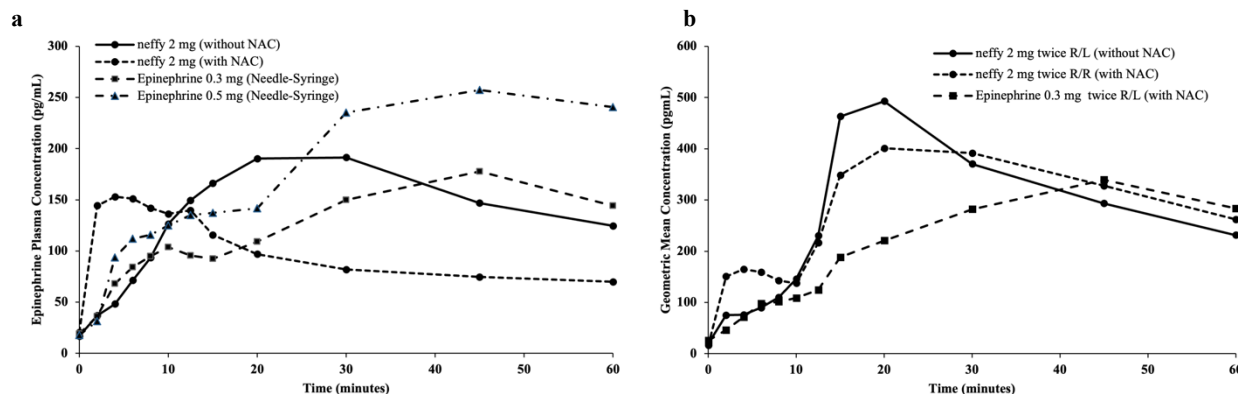 a
neffy 2 mg (without NAC)
neffy 2 mg (with NAC)
Epinephrine 0.3 mg (Needle-Syringe)
Epinephrine 0.5 mg (Needle-Syringe)
Epinephrine Plasma Concentration (pg/mL)
300
250
200
150
100
50
0
0 10 20 30 40 50 60
Time (minutes)
b
neffy 2 mg twice R/L (without NAC)
neffy 2 mg twice R/R (with NAC)
Epinephrine 0.3 mg twice R/L (with NAC)
Geometric Mean Concentration (pgmL)
600
500
400
300
200
100
0
0 10 20 30 40 50 60
Time (minutes)